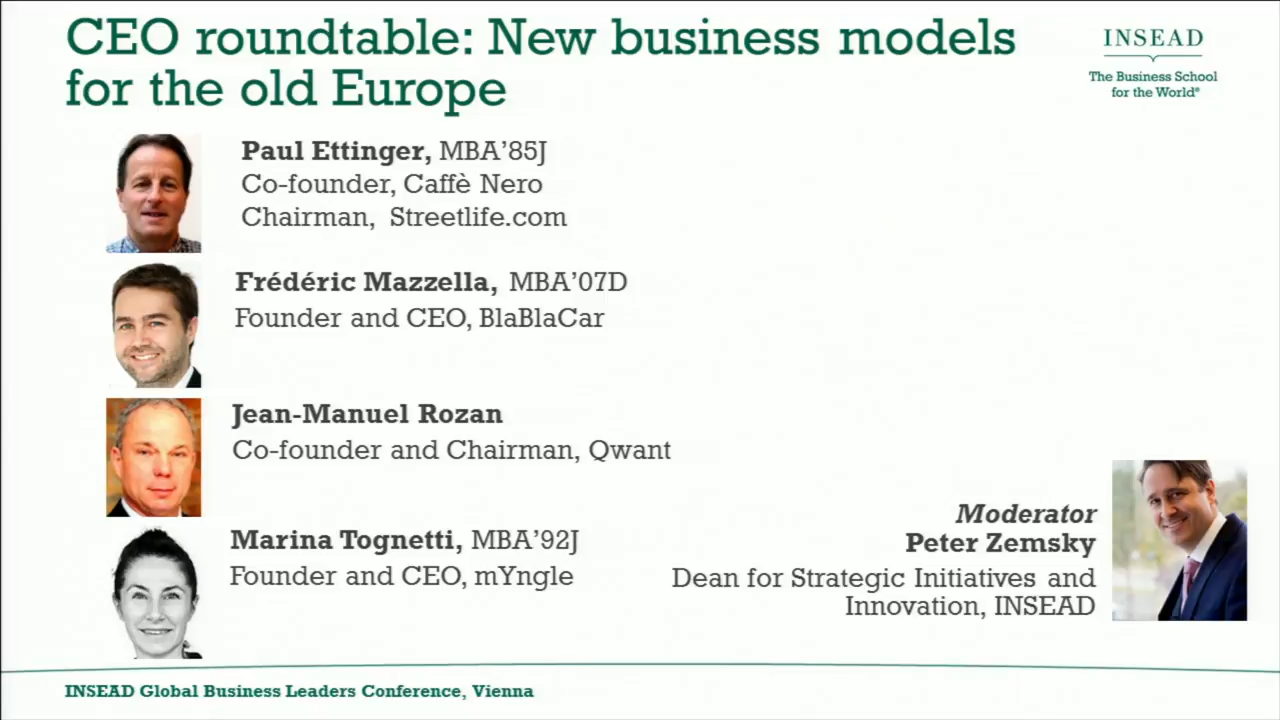 CEO roundtable: New business models
for the old Europe
INSEAD
The Business School
for the World®
Paul Ettinger, MBA’85J
Co-founder, Caffè Nero
Chairman, Streetlife.com
Frédéric Mazzella, MBA’07D
Founder and CEO, BlaBlaCar
Jean-Manuel Rozan
Co-founder and Chairman, Qwant
Marina Tognetti, MBA’92J
Founder and CEO, mYngle
Moderator
Peter Zemsky
Dean for Strategic Initiatives and
Innovation, INSEAD
INSEAD Global Business Leaders Conference, Vienna